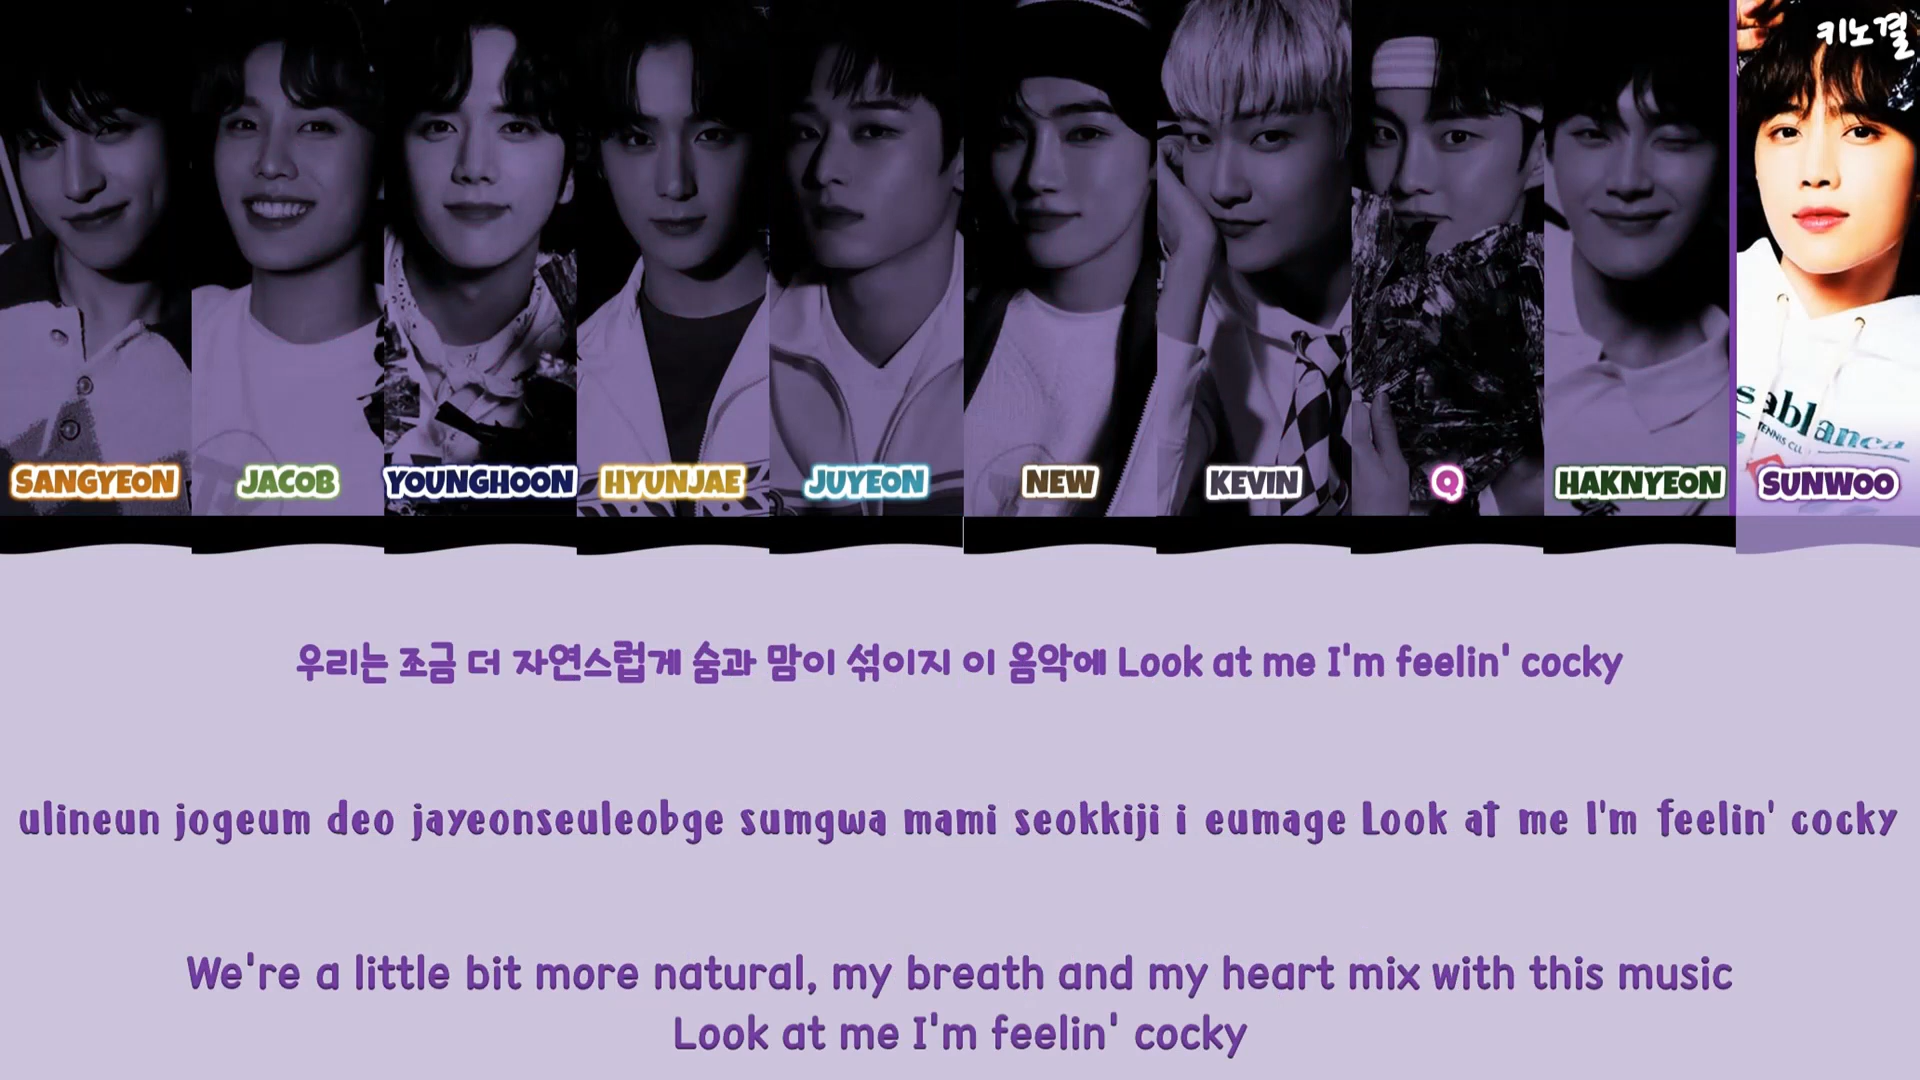 키노결
sablanca
TENNIS CLU
SANGYEON
JACOB
YOUNGHOON
HYUNJAE
JUYEON
NEW
KEVIN
Q
HAKNYEON
SUNWOO
우리는 조금 더 자연스럽게 숨과 맘이 섞이지 이 음악에 Look at me I'm feelin' cocky
ulineun jogeum deo jayeonseuleobge sumgwa mami seokkiji i eumage Look at me I'm feelin' cocky
We're a little bit more natural, my breath and my heart mix with this music
Look at me I'm feelin' cocky